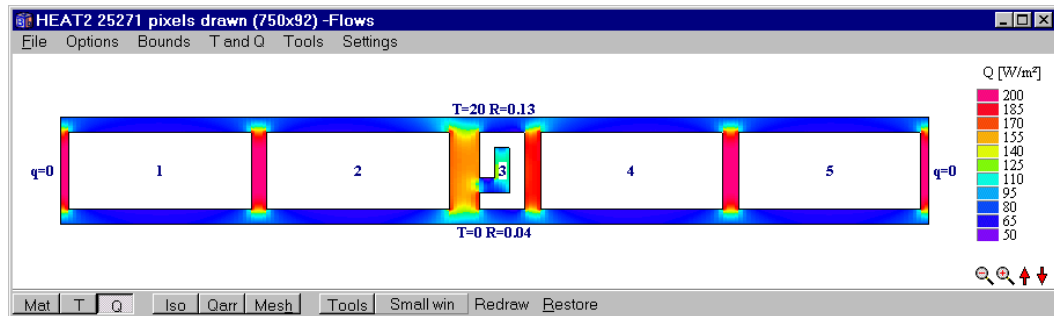 HEAT2 25271 pixels drawn (750x92) -Flows
File Options Bounds T and Q Tools Settings
Q [W/m²]
T=20 R=0.13
200
185
170
155
140
125
110
95
80
65
50
q=0 1 2 3 4 5 q=0
T=0 R=0.04
Mat T Q Iso Qarr Mesh Tools Small win Redraw Restore